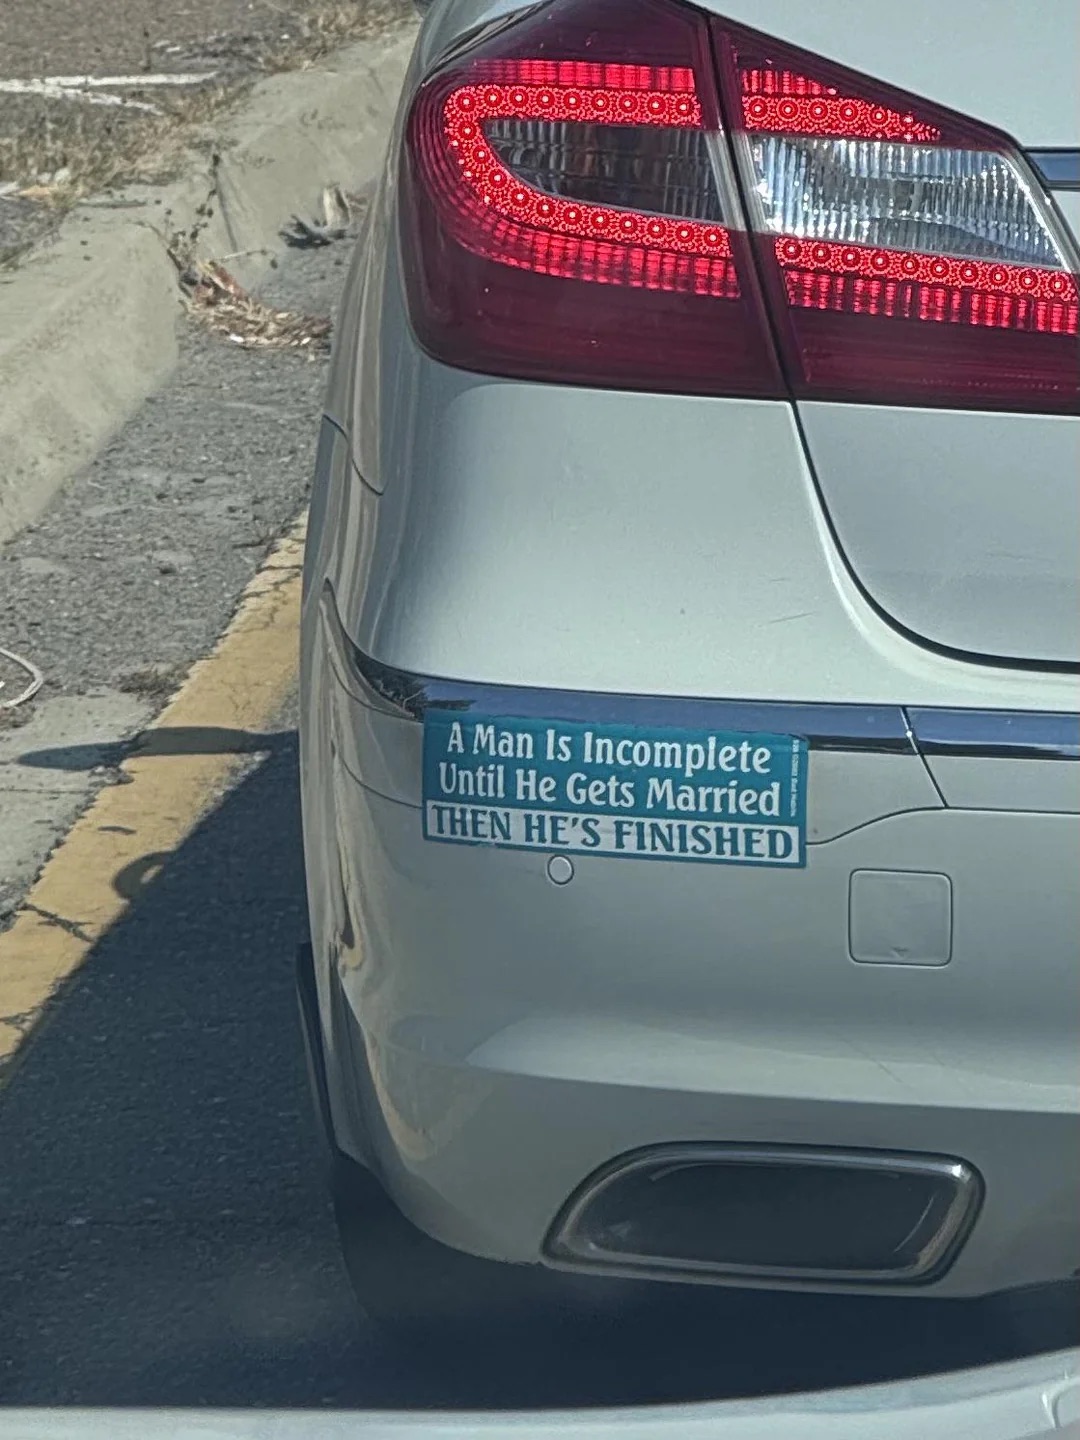 A Man Is Incomplete
Until He Gets Married
THEN HE'S FINISHED